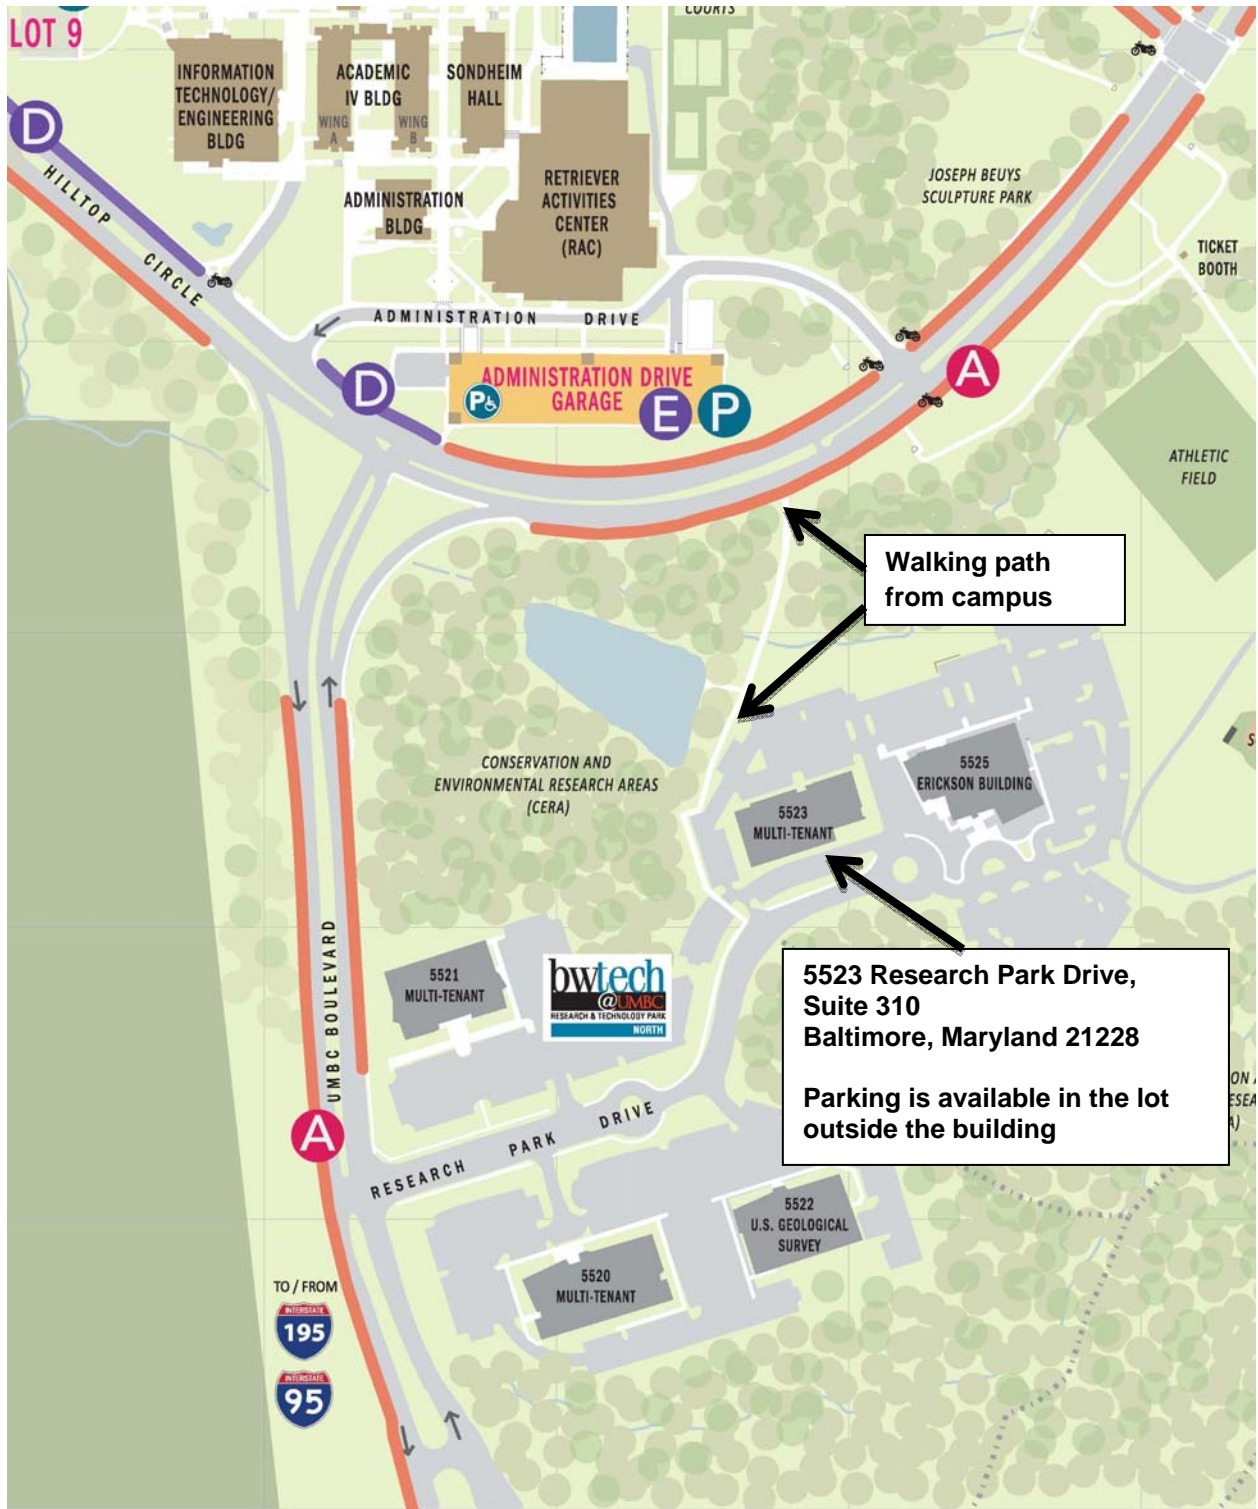 COURTS
LOT 9
INFORMATION
TECHNOLOGY/
ENGINEERING
BLDG
ACADEMIC
IV BLDG
WING
A
WING
B
SONDHEIM
HALL
D
HILLTOP CIRCLE
ADMINISTRATION
BLDG
RETRIEVER
ACTIVITIES
CENTER
(RAC)
JOSEPH BEUYS
SCULPTURE PARK
TICKET
BOOTH
ADMINISTRATION DRIVE
D
ADMINISTRATION DRIVE
GARAGE
P
E
P
A
ATHLETIC
FIELD
Walking path
from campus
CONSERVATION AND
ENVIRONMENTAL RESEARCH AREAS
(CERA)
5525
ERICKSON BUILDING
5523
MULTI-TENANT
5521
MULTI-TENANT
bwtech
@UMBC
RESEARCH & TECHNOLOGY PARK
NORTH
5523 Research Park Drive,
Suite 310
Baltimore, Maryland 21228
Parking is available in the lot
outside the building
UMBC BOULEVARD
A
RESEARCH PARK DRIVE
5522
U.S. GEOLOGICAL
SURVEY
5520
MULTI-TENANT
TO / FROM
INTERSTATE
195
INTERSTATE
95